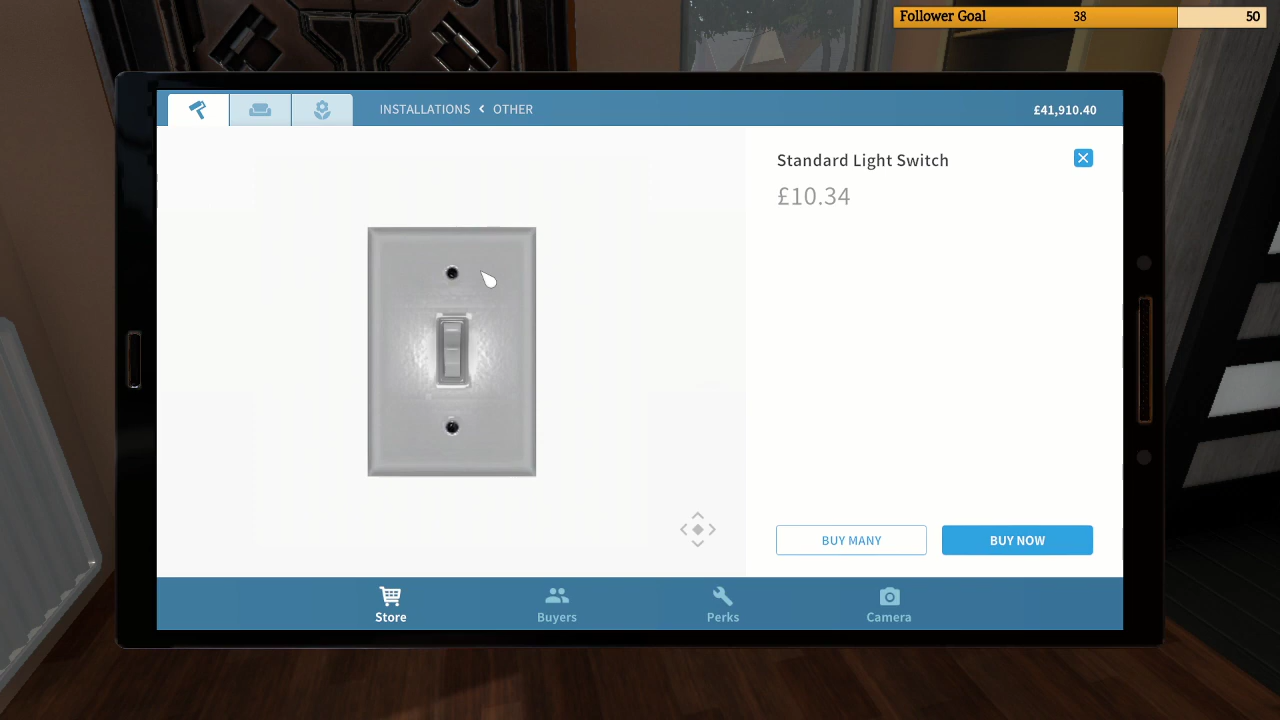 Follower Goal 38 50
INSTALLATIONS < OTHER £41,910.40
Standard Light Switch
£10.34
BUY MANY BUY NOW
Store Buyers Perks Camera